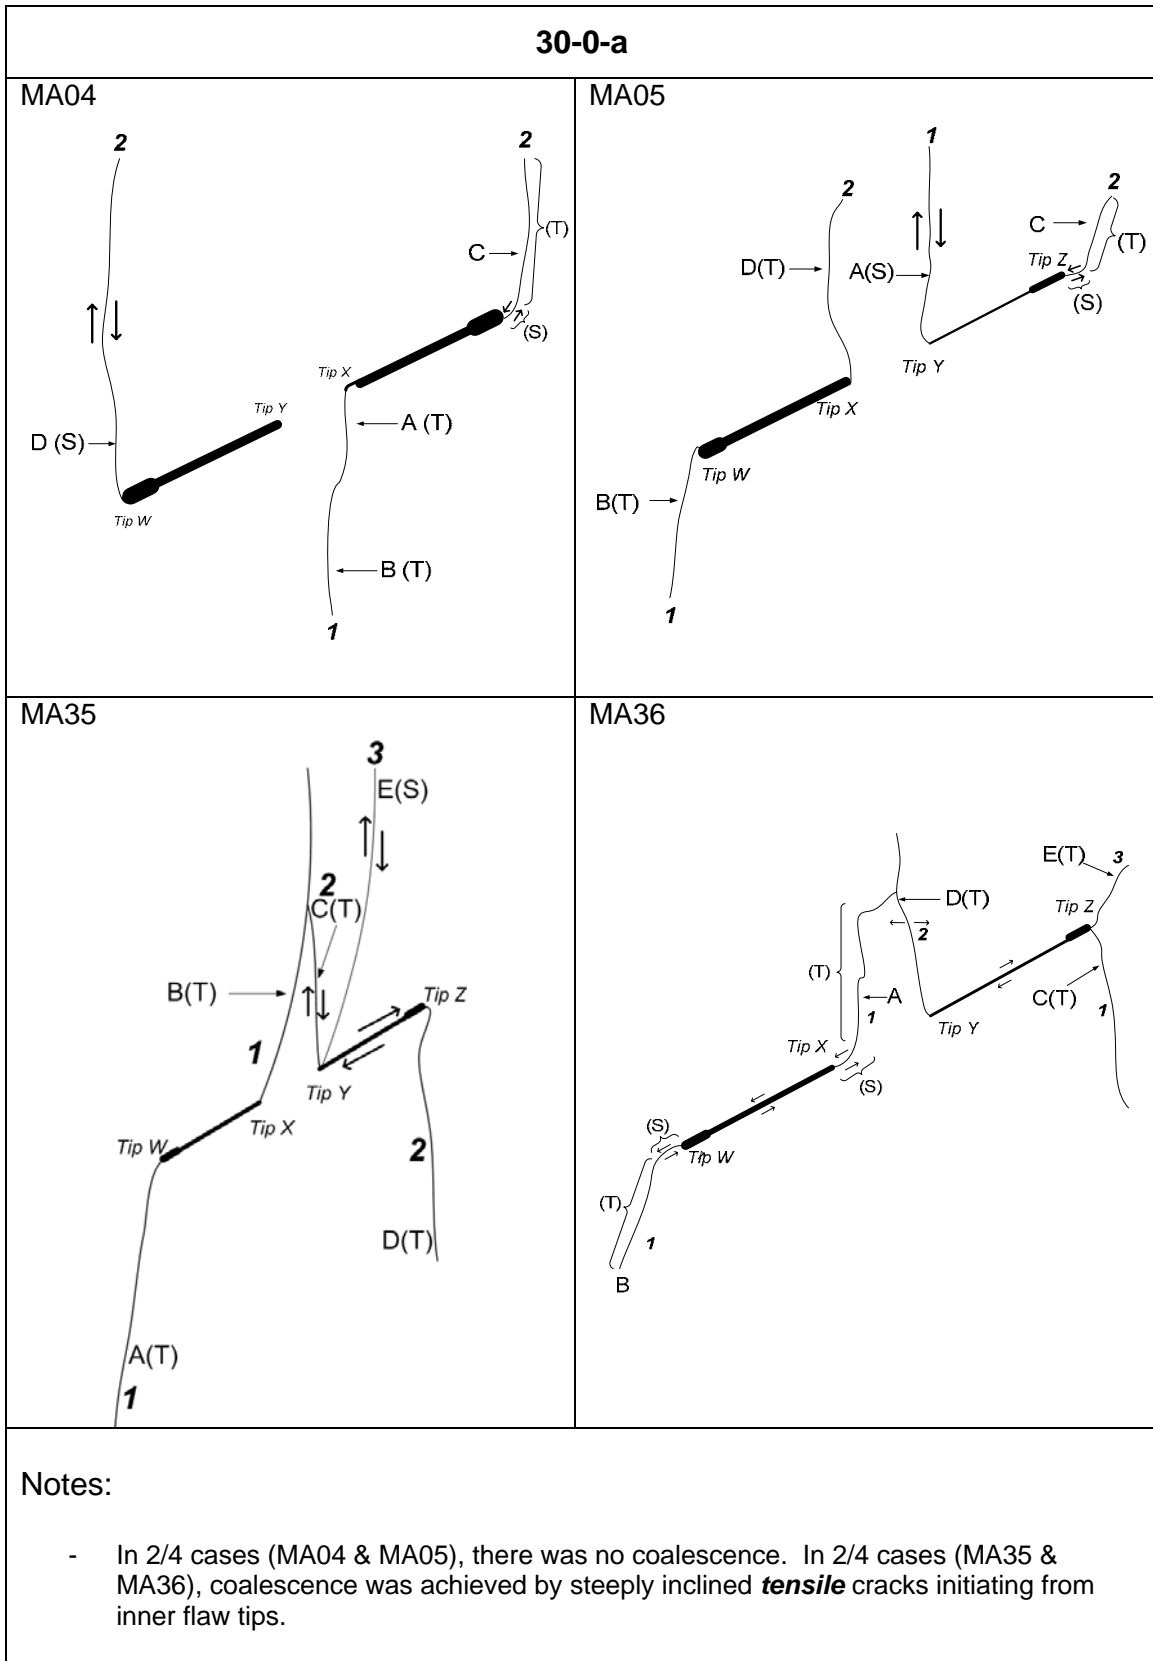 30-0-a
MA04
2
2
(T)
C
(S)
Tip X
Tip Y
A (T)
D (S)
Tip W
B (T)
1
MA05
1
2
2
C
D(T)
A(S)
Tip Z
(T)
(S)
Tip Y
Tip X
Tip W
B(T)
1
MA35
3
E(S)
2
C(T)
B(T)
Tip Z
1
Tip Y
Tip X
Tip W
2
D(T)
A(T)
1
MA36
E(T)
3
D(T)
Tip Z
2
(T)
A
C(T)
1
1
Tip Y
Tip X
(S)
(S)
Tip W
(T)
1
B
Notes:
- In 2/4 cases (MA04 & MA05), there was no coalescence. In 2/4 cases (MA35 &
MA36), coalescence was achieved by steeply inclined tensile cracks initiating from
inner flaw tips.